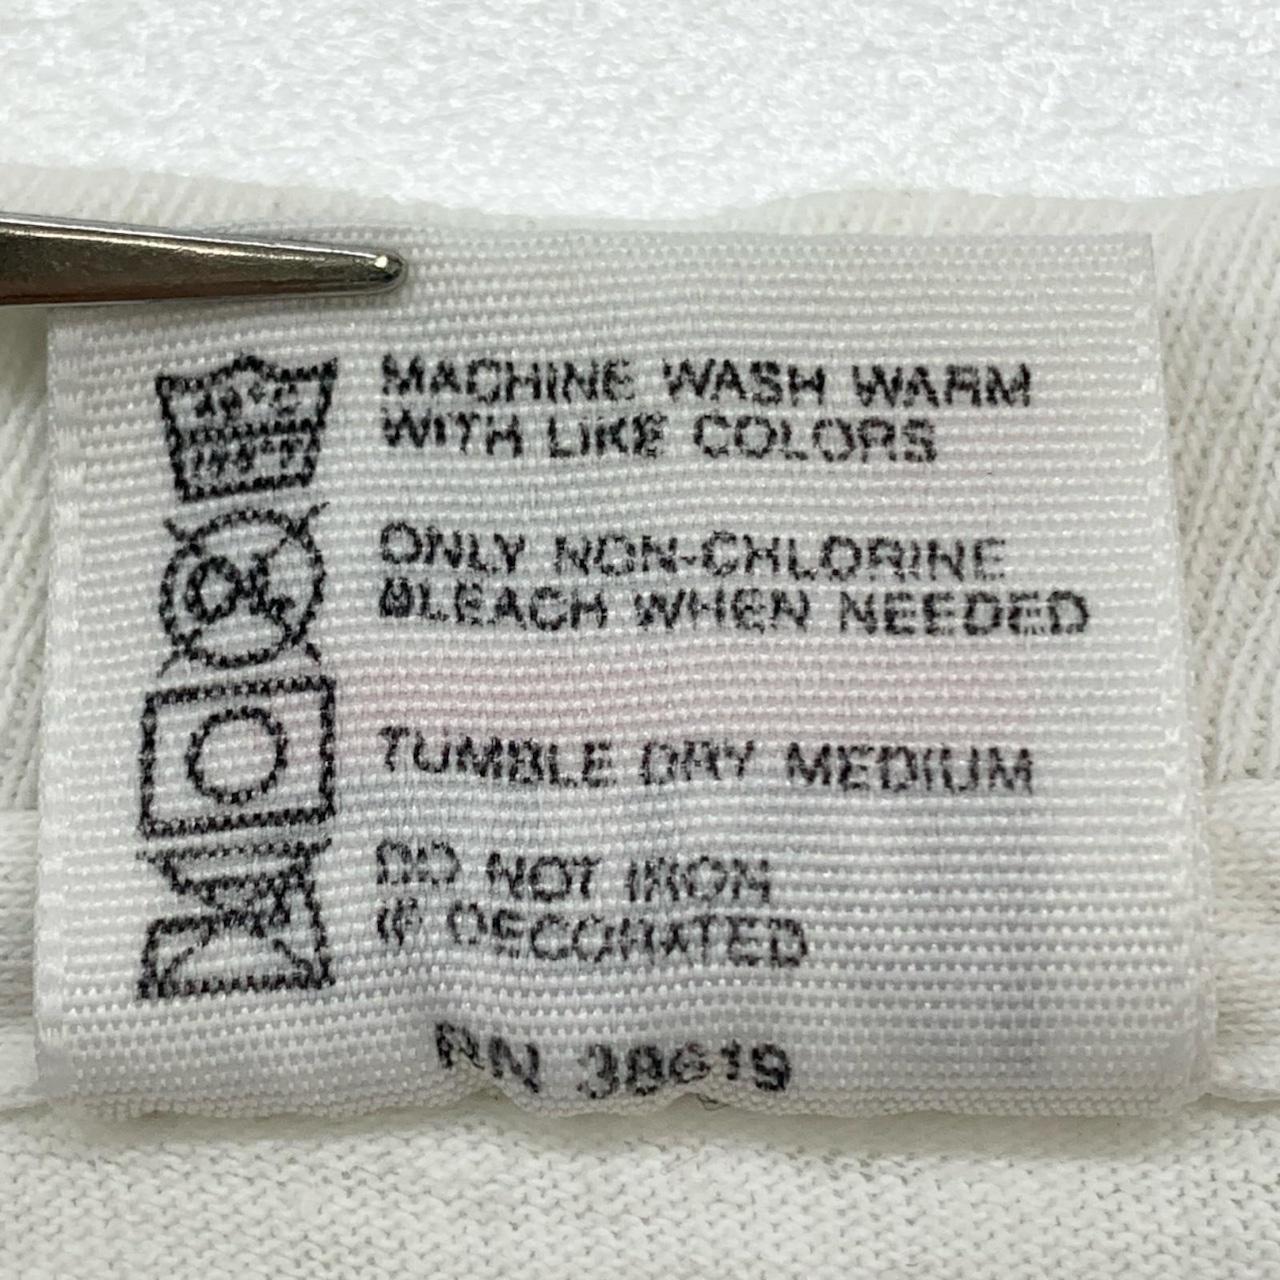 40°C
MACHINE WASH WARM
WITH LIKE COLORS
ONLY NON-CHLORINE
BLEACH WHEN NEEDED
TUMBLE DRY MEDIUM
DO NOT IRON
IF DECORATED
RN 38619